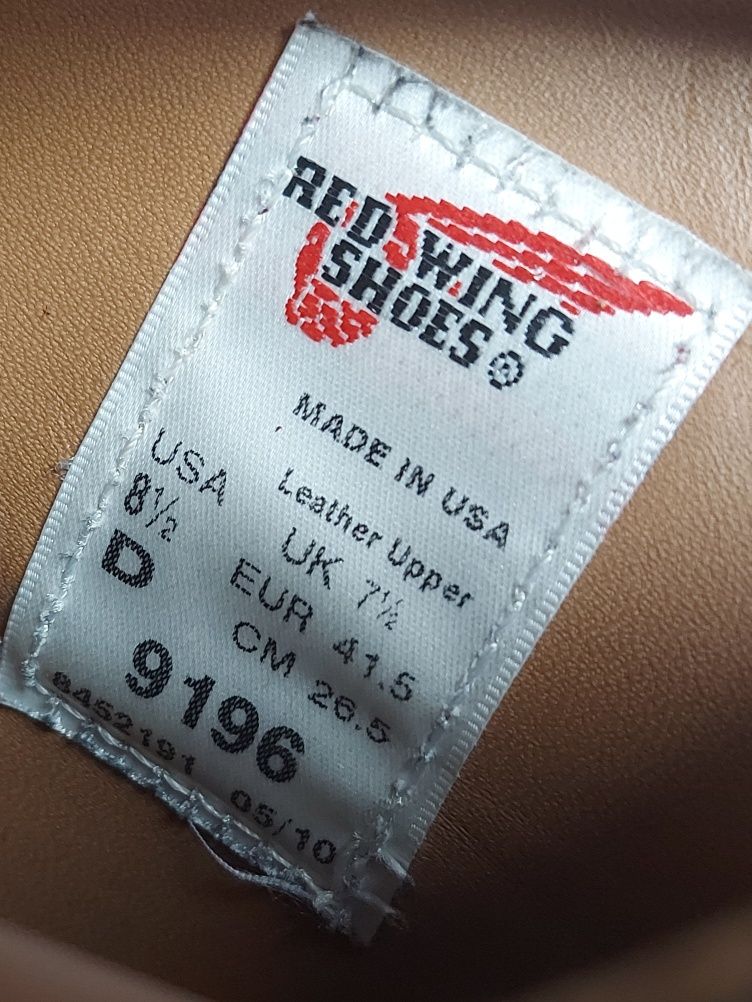 RED WING
SHOES®
MADE IN USA
Leather Upper
USA
8½
D
UK 7½
EUR 41.5
CM 26.5
9196
8452191 05/10